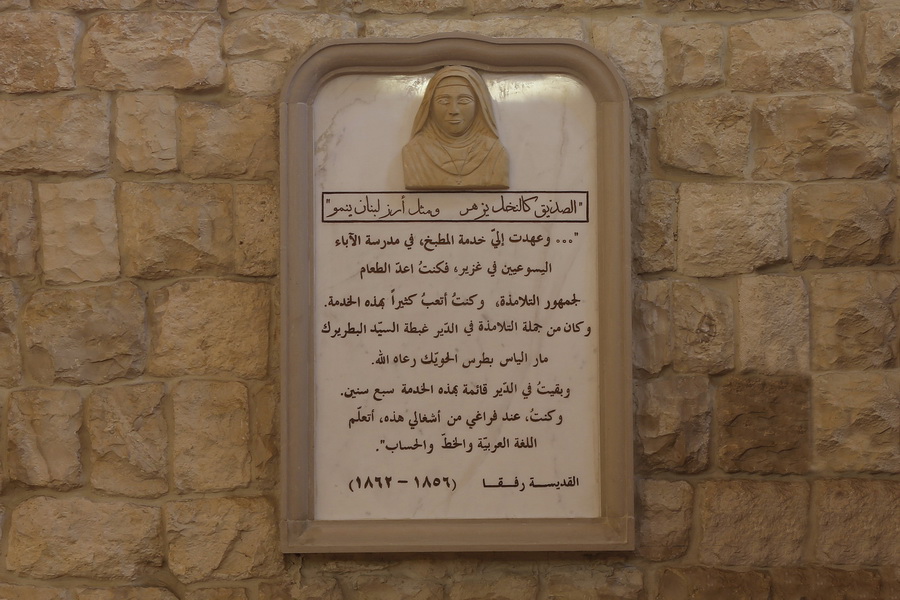 "الصدّيق كالنخل يزهر ومثل أرز لبنان ينمو"
"... وعهدت إليّ خدمة المطبخ، في مدرسة الآباء
اليسوعيين في غزير، فكنتُ اعدّ الطعام
لجمهور التلامذة، وكنتُ أتعبُ كثيراً بهذه الخدمة.
وكان من جملة التلامذة في الدّير غبطة السيّد البطريرك
مار الياس بطرس الحويّك رعاه الله.
وبقيتُ في الدّير قائمة بهذه الخدمة سبع سنين.
وكنتُ، عند فراغي من أشغالي هذه، أتعلّم
اللغة العربيّة والخطّ والحساب".
القديسة رفقا (١٨٥٦ – ١٨٦٢)